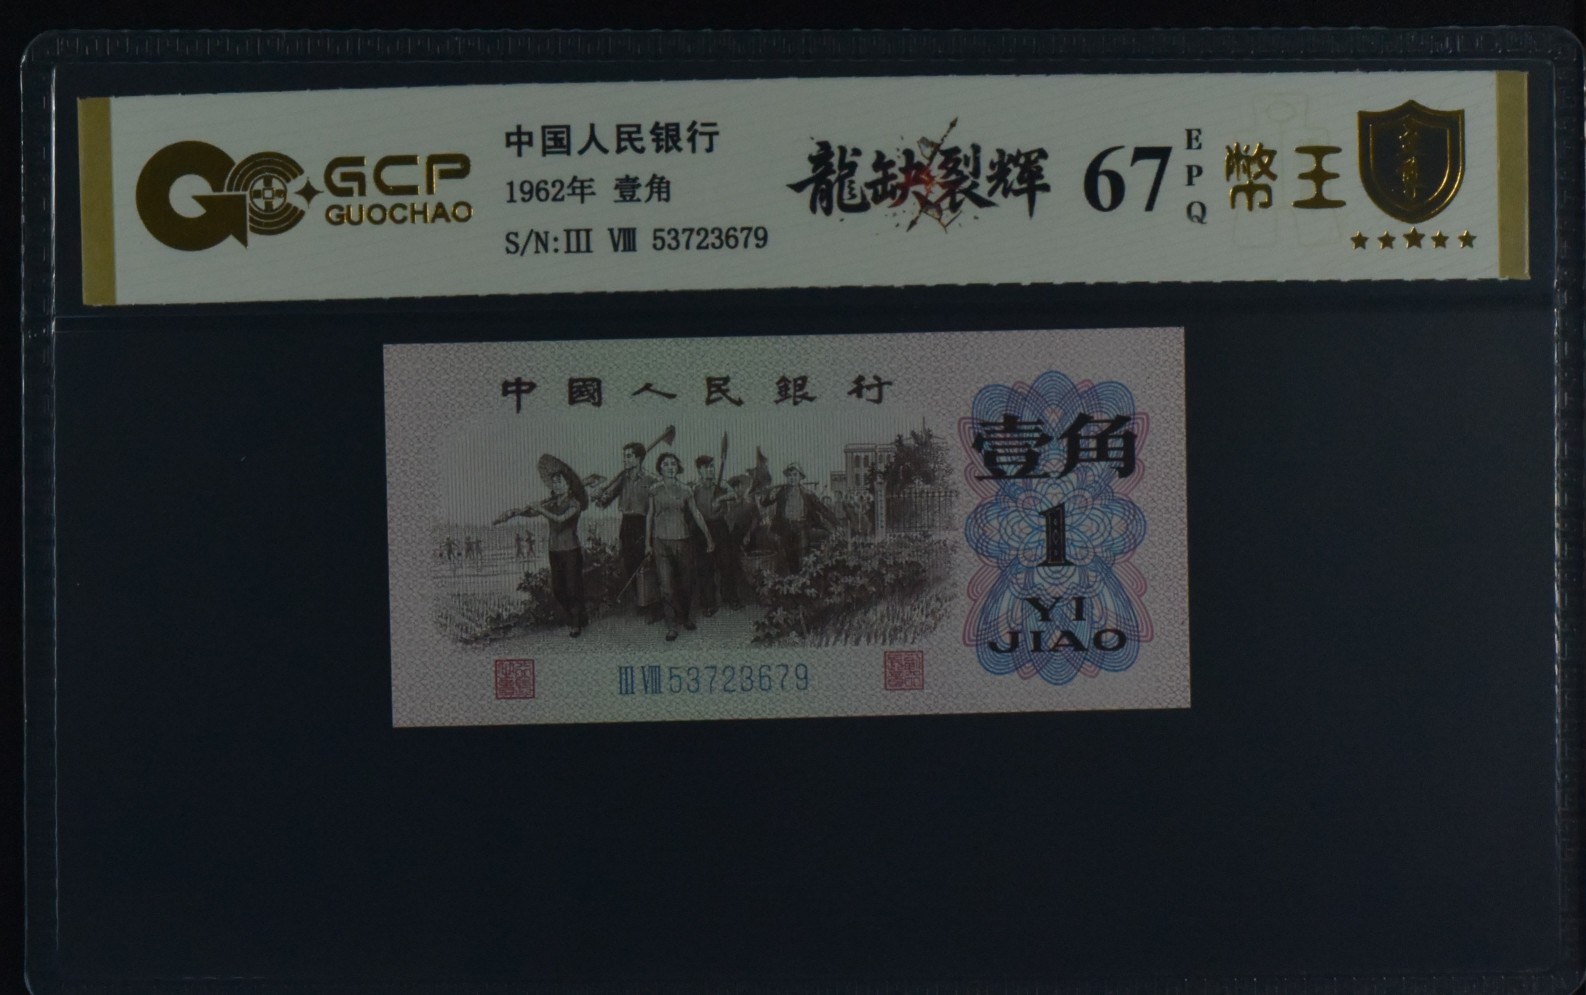 GCP
GUOCHAO
中国人民银行
1962年 壹角
S/N:III VIII 53723679
龍缺裂輝
67
EPQ
幣王
中國人民銀行
壹角
1
YI
JIAO
III VIII 53723679